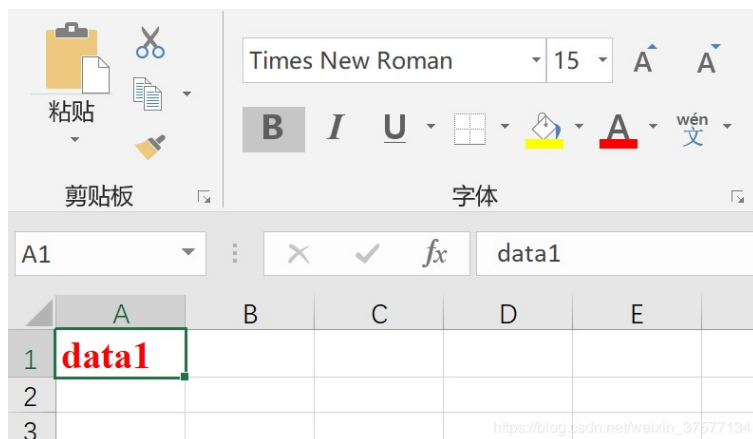 Times New Roman
15
A
A
粘贴
B I U A wén
文
剪贴板
字体
A1
fx
data1
A B C D E
1 data1
2
3
https://blog.csdn.net/weixin_37577134